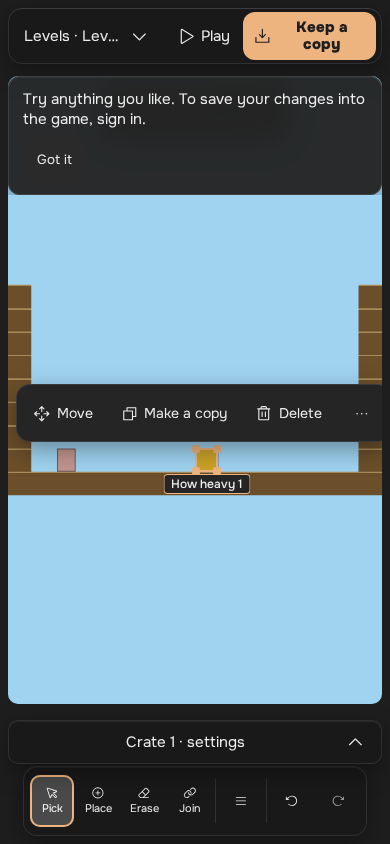 Levels · Lev...
Play
Keep a
copy
Try anything you like. To save your changes into
the game, sign in.
Got it
Move
Make a copy
Delete
...
How heavy 1
Crate 1 · settings
Pick
Place
Erase
Join